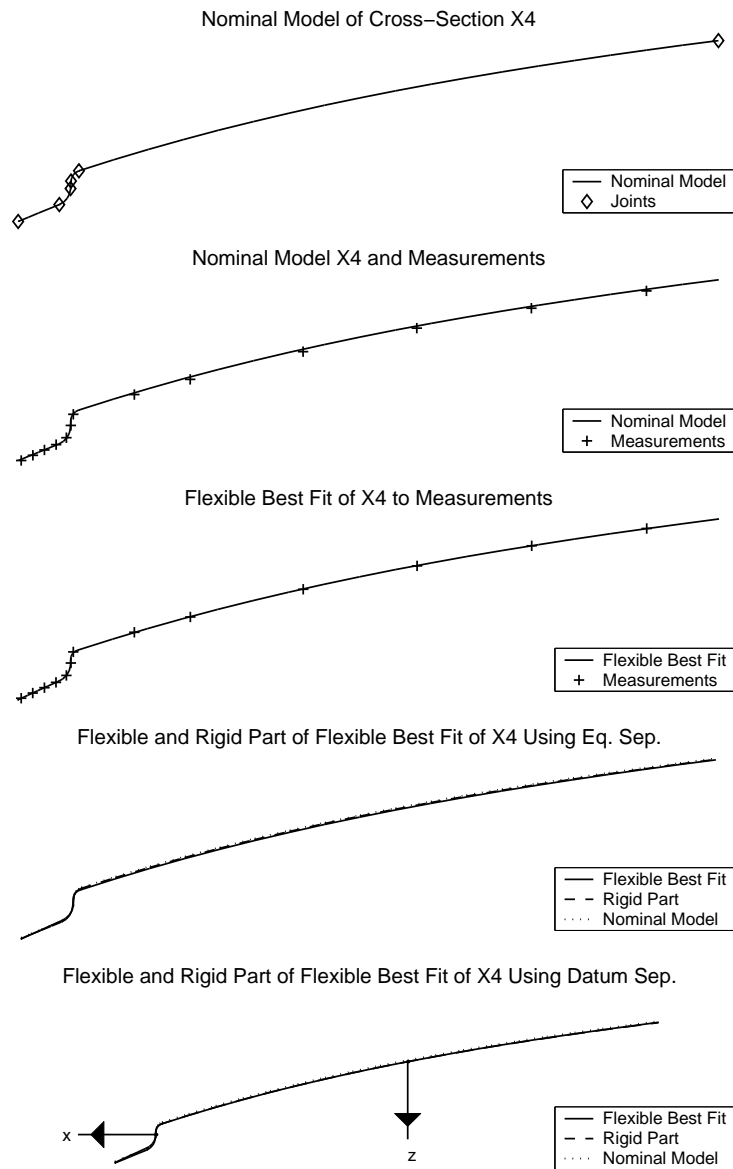 Nominal Model of Cross−Section X4
Nominal Model
Joints
Nominal Model X4 and Measurements
Nominal Model
Measurements
Flexible Best Fit of X4 to Measurements
Flexible Best Fit
Measurements
Flexible and Rigid Part of Flexible Best Fit of X4 Using Eq. Sep.
Flexible Best Fit
Rigid Part
Nominal Model
Flexible and Rigid Part of Flexible Best Fit of X4 Using Datum Sep.
x
z
Flexible Best Fit
Rigid Part
Nominal Model